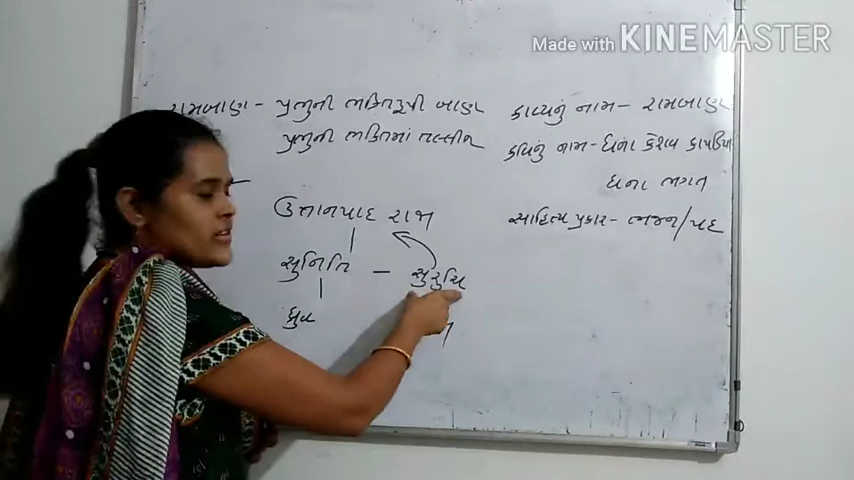 Made with KINEMASTER
રામબાણ - પ્રભુની ભક્તિરૂપી બાણ
પ્રભુની ભક્તિમાં તલ્લીન
ઉત્તાનપાદ રાજા
સુનિતિ - સુરુચિ
ધ્રુવ
કાવ્યનું નામ - રામબાણ
કવિનું નામ - ધના કેશવ કાપડિયા
ધના ભગત
સાહિત્ય પ્રકાર - ભજન/પદ